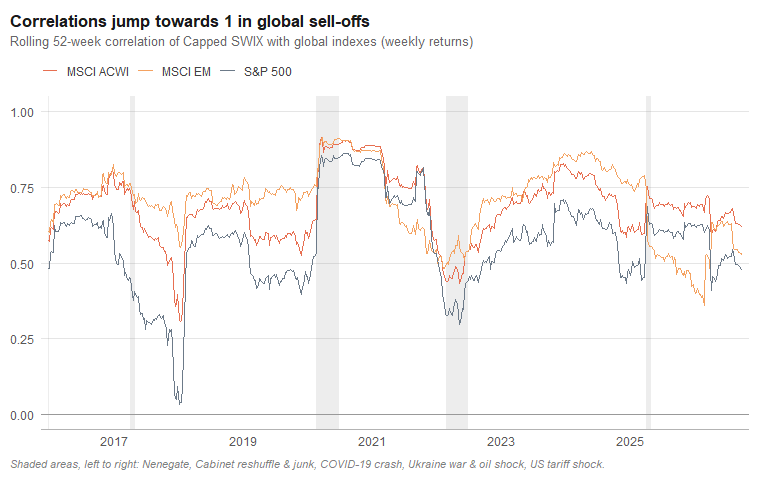 Correlations jump towards 1 in global sell-offs
Rolling 52-week correlation of Capped SWIX with global indexes (weekly returns)
MSCI ACWI MSCI EM S&P 500
1.00
0.75
0.50
0.25
0.00
2017 2019 2021 2023 2025
Shaded areas, left to right: Nenegate, Cabinet reshuffle & junk, COVID-19 crash, Ukraine war & oil shock, US tariff shock.